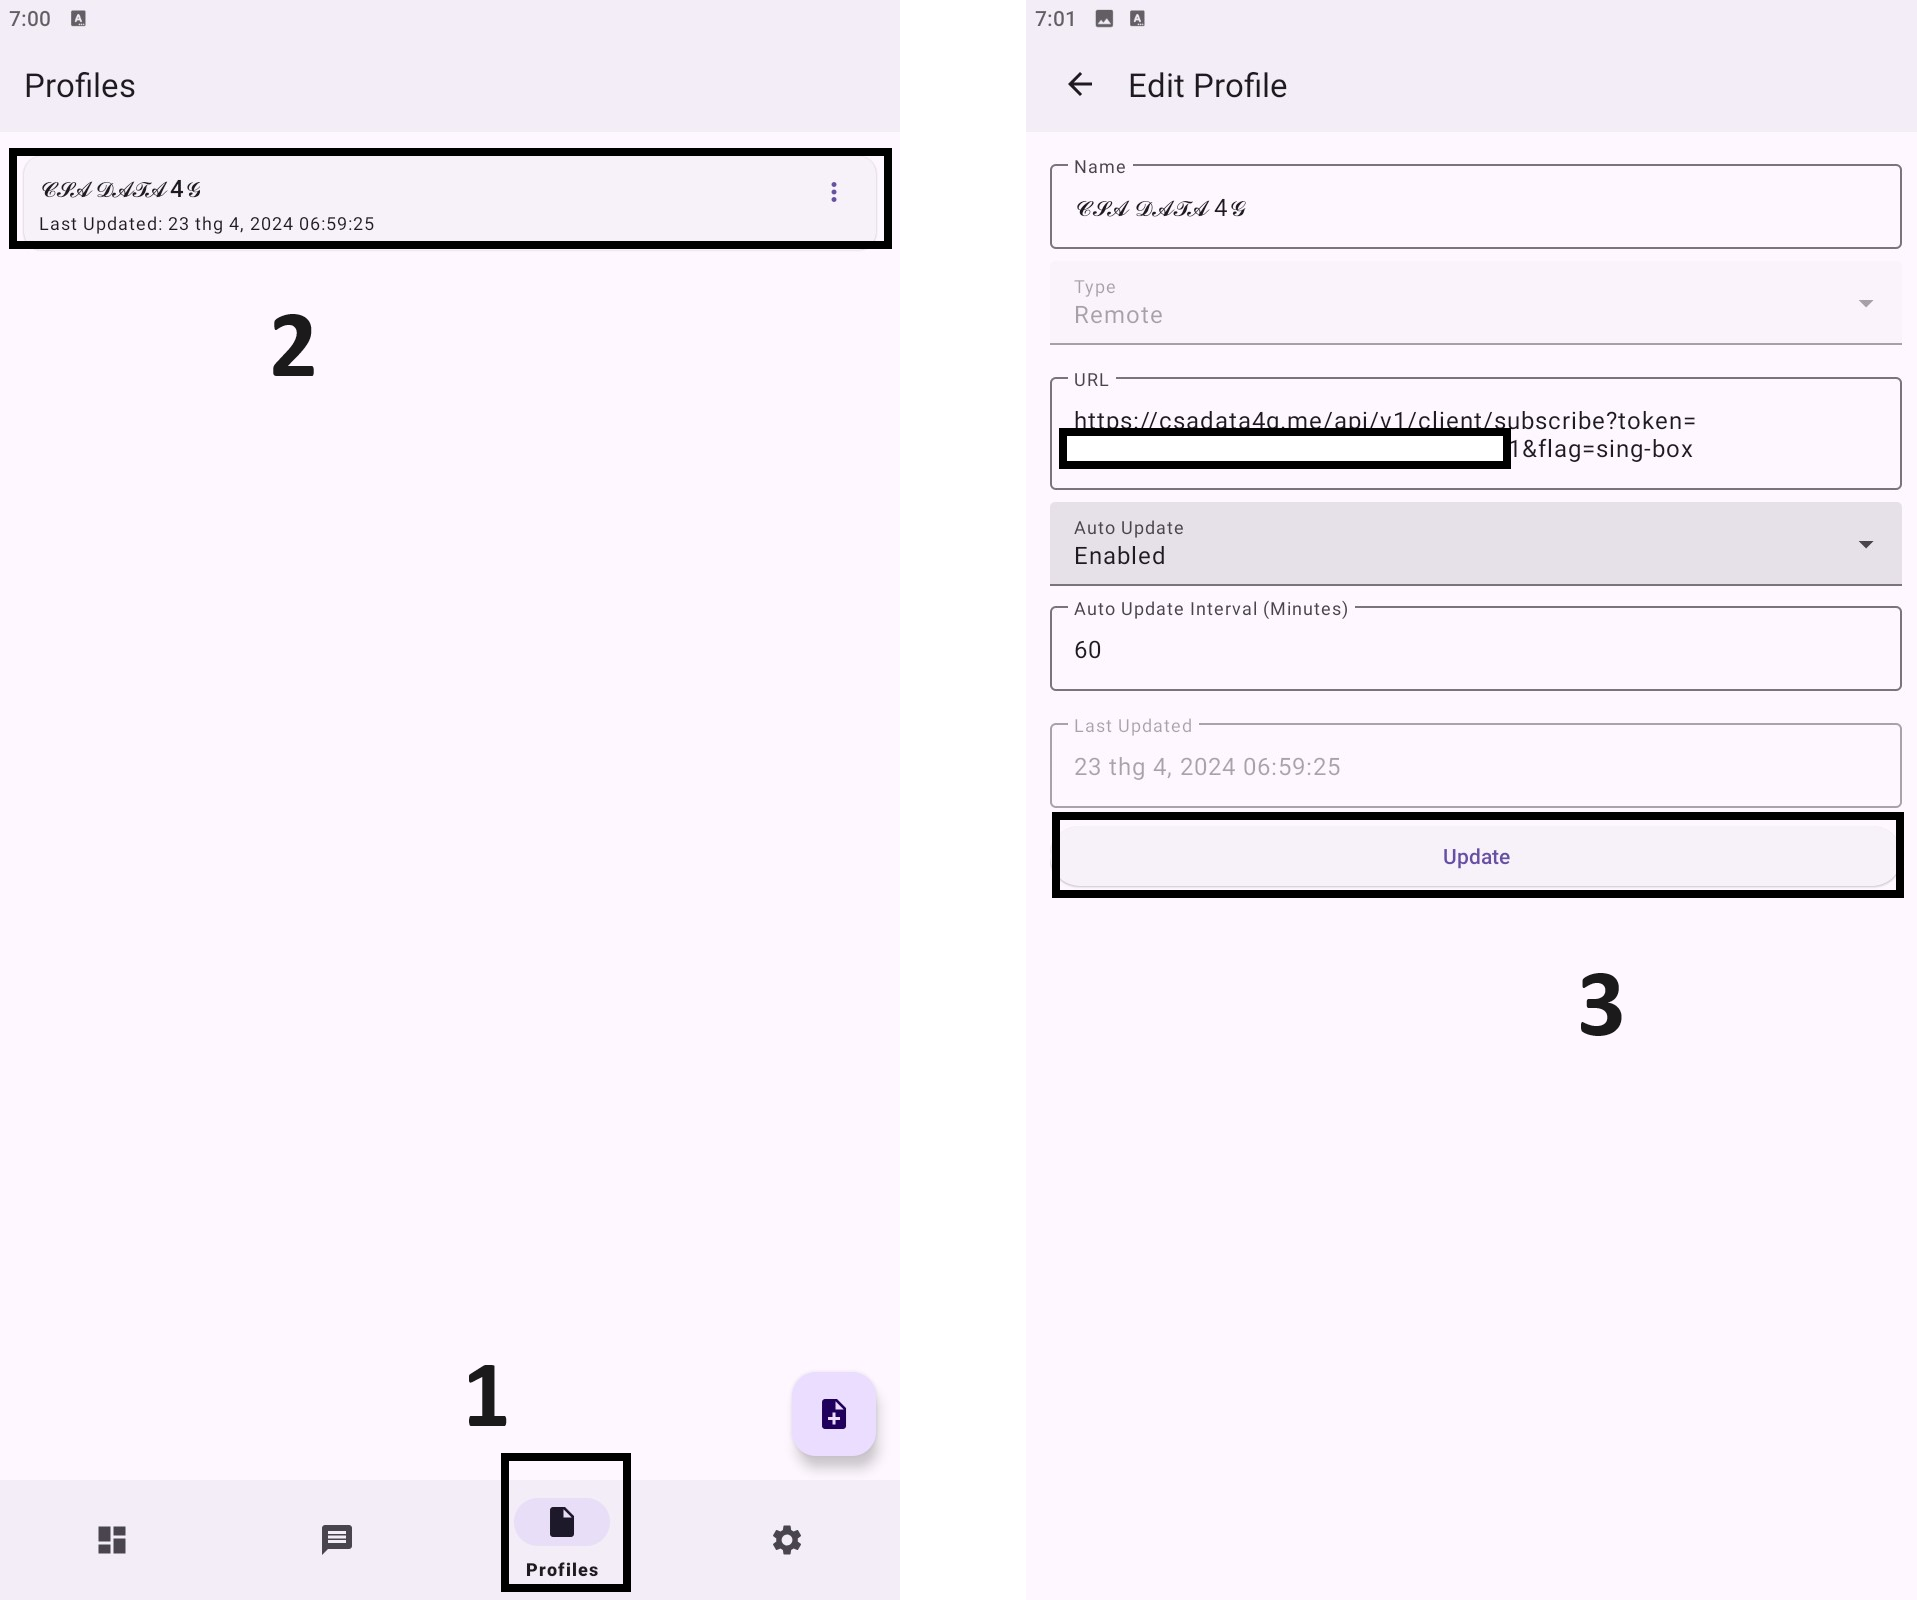 7:00
Profiles
𝒞𝒮𝒜 𝒟𝒜𝒯𝒜 4𝒢
Last Updated: 23 thg 4, 2024 06:59:25
2
1
Profiles
7:01
Edit Profile
Name
𝒞𝒮𝒜 𝒟𝒜𝒯𝒜 4𝒢
Type
Remote
URL
https://csadata4g.me/api/v1/client/subscribe?token=
1&flag=sing-box
Auto Update
Enabled
Auto Update Interval (Minutes)
60
Last Updated
23 thg 4, 2024 06:59:25
Update
3